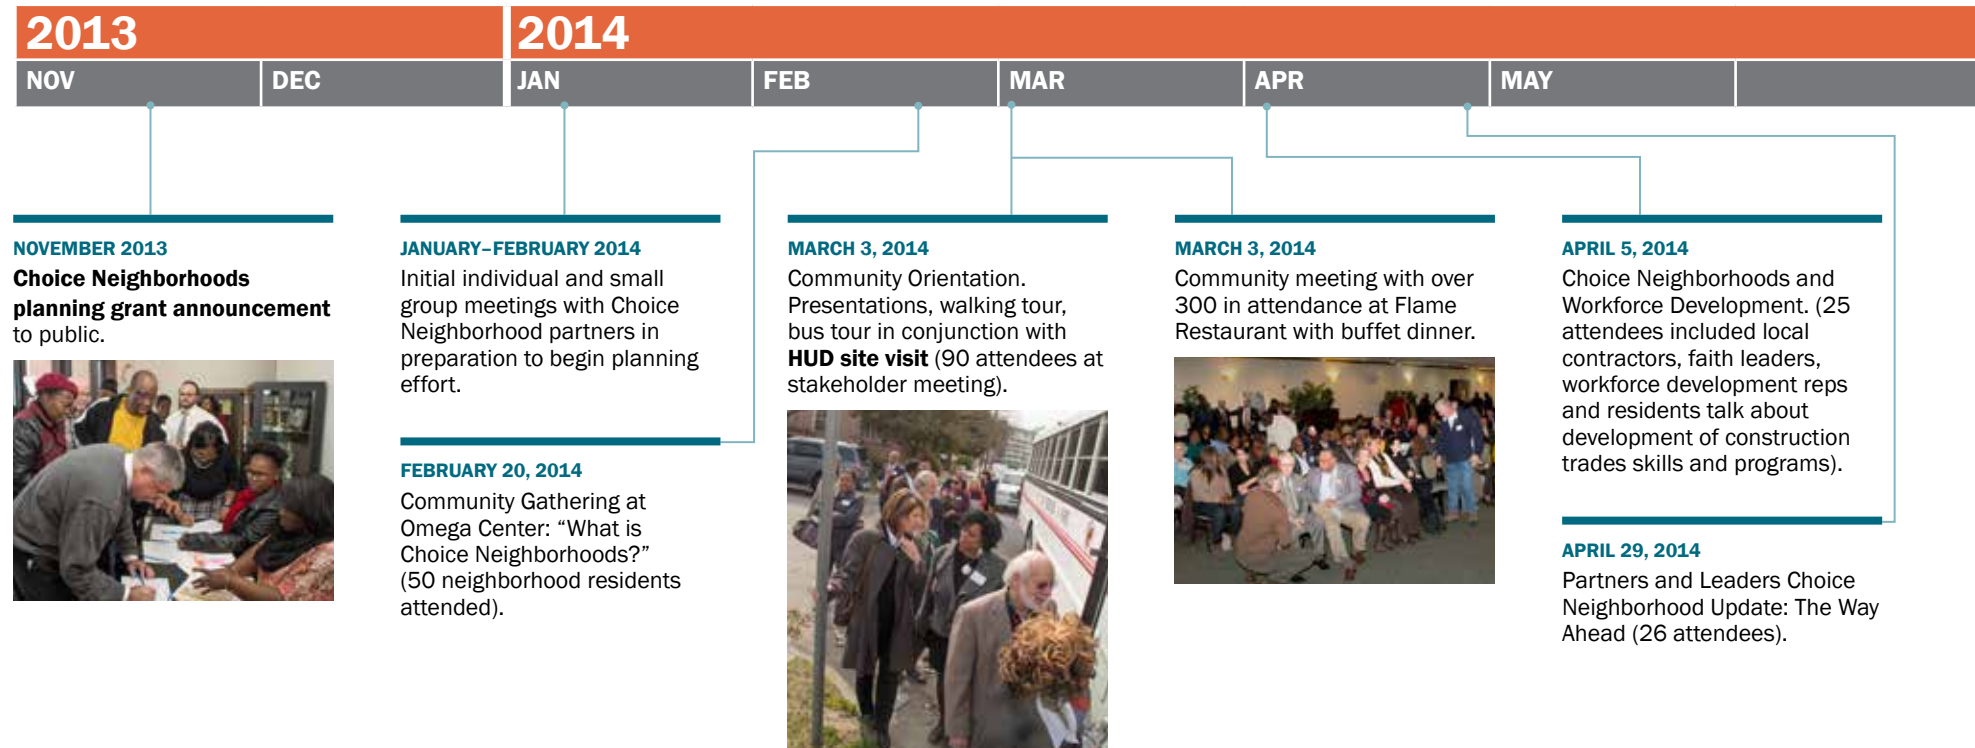 2013
2014
NOV
DEC
JAN
FEB
MAR
APR
MAY
NOVEMBER 2013
Choice Neighborhoods
planning grant announcement
to public.
JANUARY–FEBRUARY 2014
Initial individual and small
group meetings with Choice
Neighborhood partners in
preparation to begin planning
effort.
FEBRUARY 20, 2014
Community Gathering at
Omega Center: “What is
Choice Neighborhoods?”
(50 neighborhood residents
attended).
MARCH 3, 2014
Community Orientation.
Presentations, walking tour,
bus tour in conjunction with
HUD site visit (90 attendees at
stakeholder meeting).
MARCH 3, 2014
Community meeting with over
300 in attendance at Flame
Restaurant with buffet dinner.
APRIL 5, 2014
Choice Neighborhoods and
Workforce Development. (25
attendees included local
contractors, faith leaders,
workforce development reps
and residents talk about
development of construction
trades skills and programs).
APRIL 29, 2014
Partners and Leaders Choice
Neighborhood Update: The Way
Ahead (26 attendees).